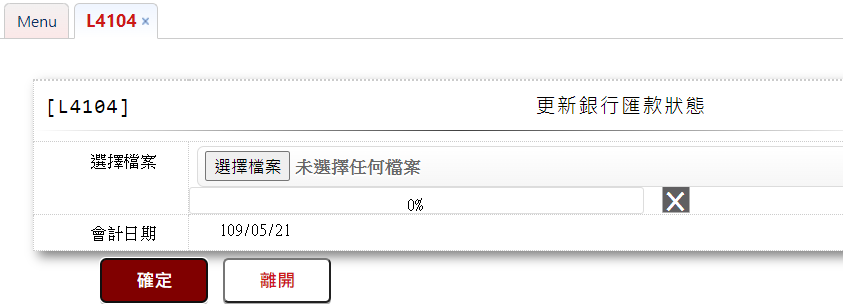 Menu L4104 ×
[L4104] 更新銀行匯款狀態
選擇檔案 選擇檔案 未選擇任何檔案
0% X
會計日期 109/05/21
確定 離開